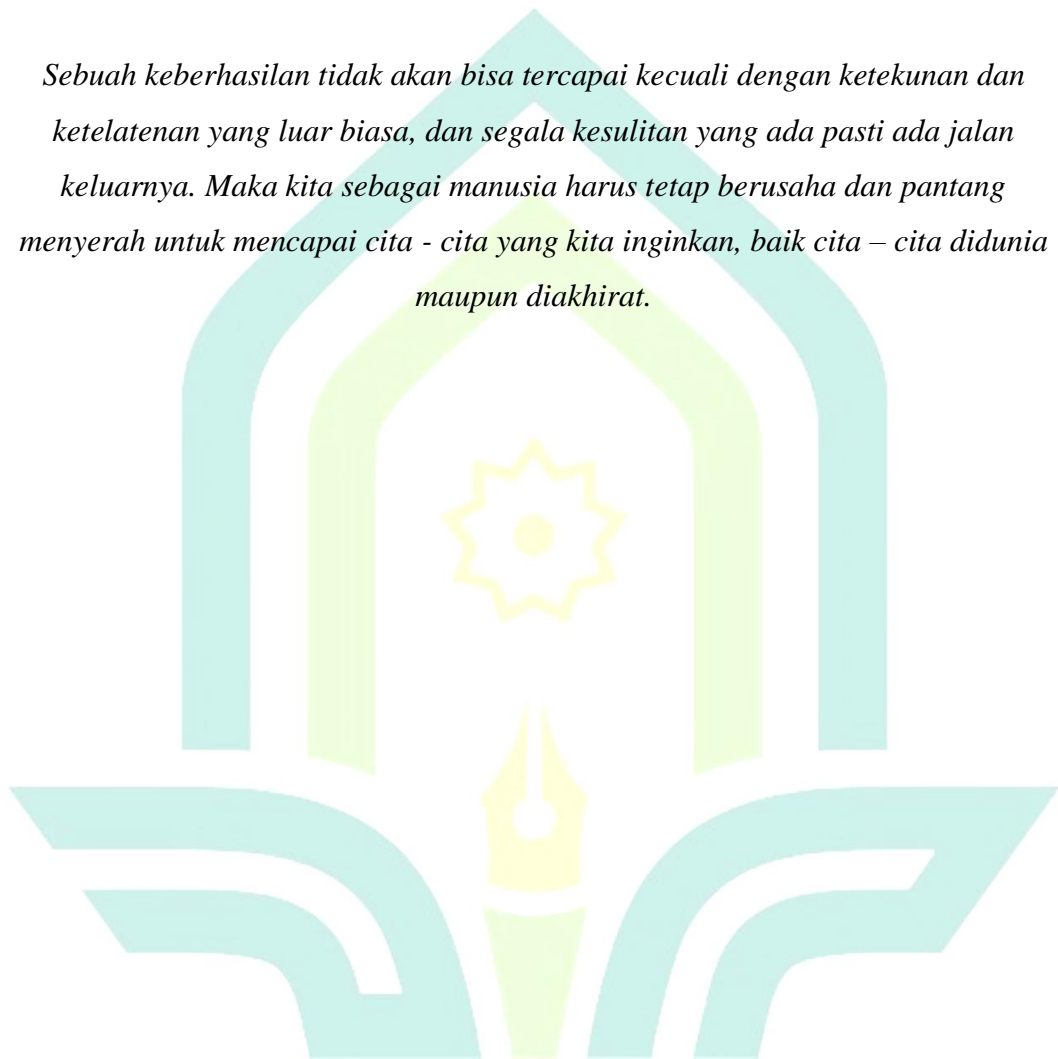 Sebuah keberhasilan tidak akan bisa tercapai kecuali dengan ketekunan dan
ketelatenan yang luar biasa, dan segala kesulitan yang ada pasti ada jalan
keluarnya. Maka kita sebagai manusia harus tetap berusaha dan pantang
menyerah untuk mencapai cita - cita yang kita inginkan, baik cita – cita didunia
maupun diakhirat.